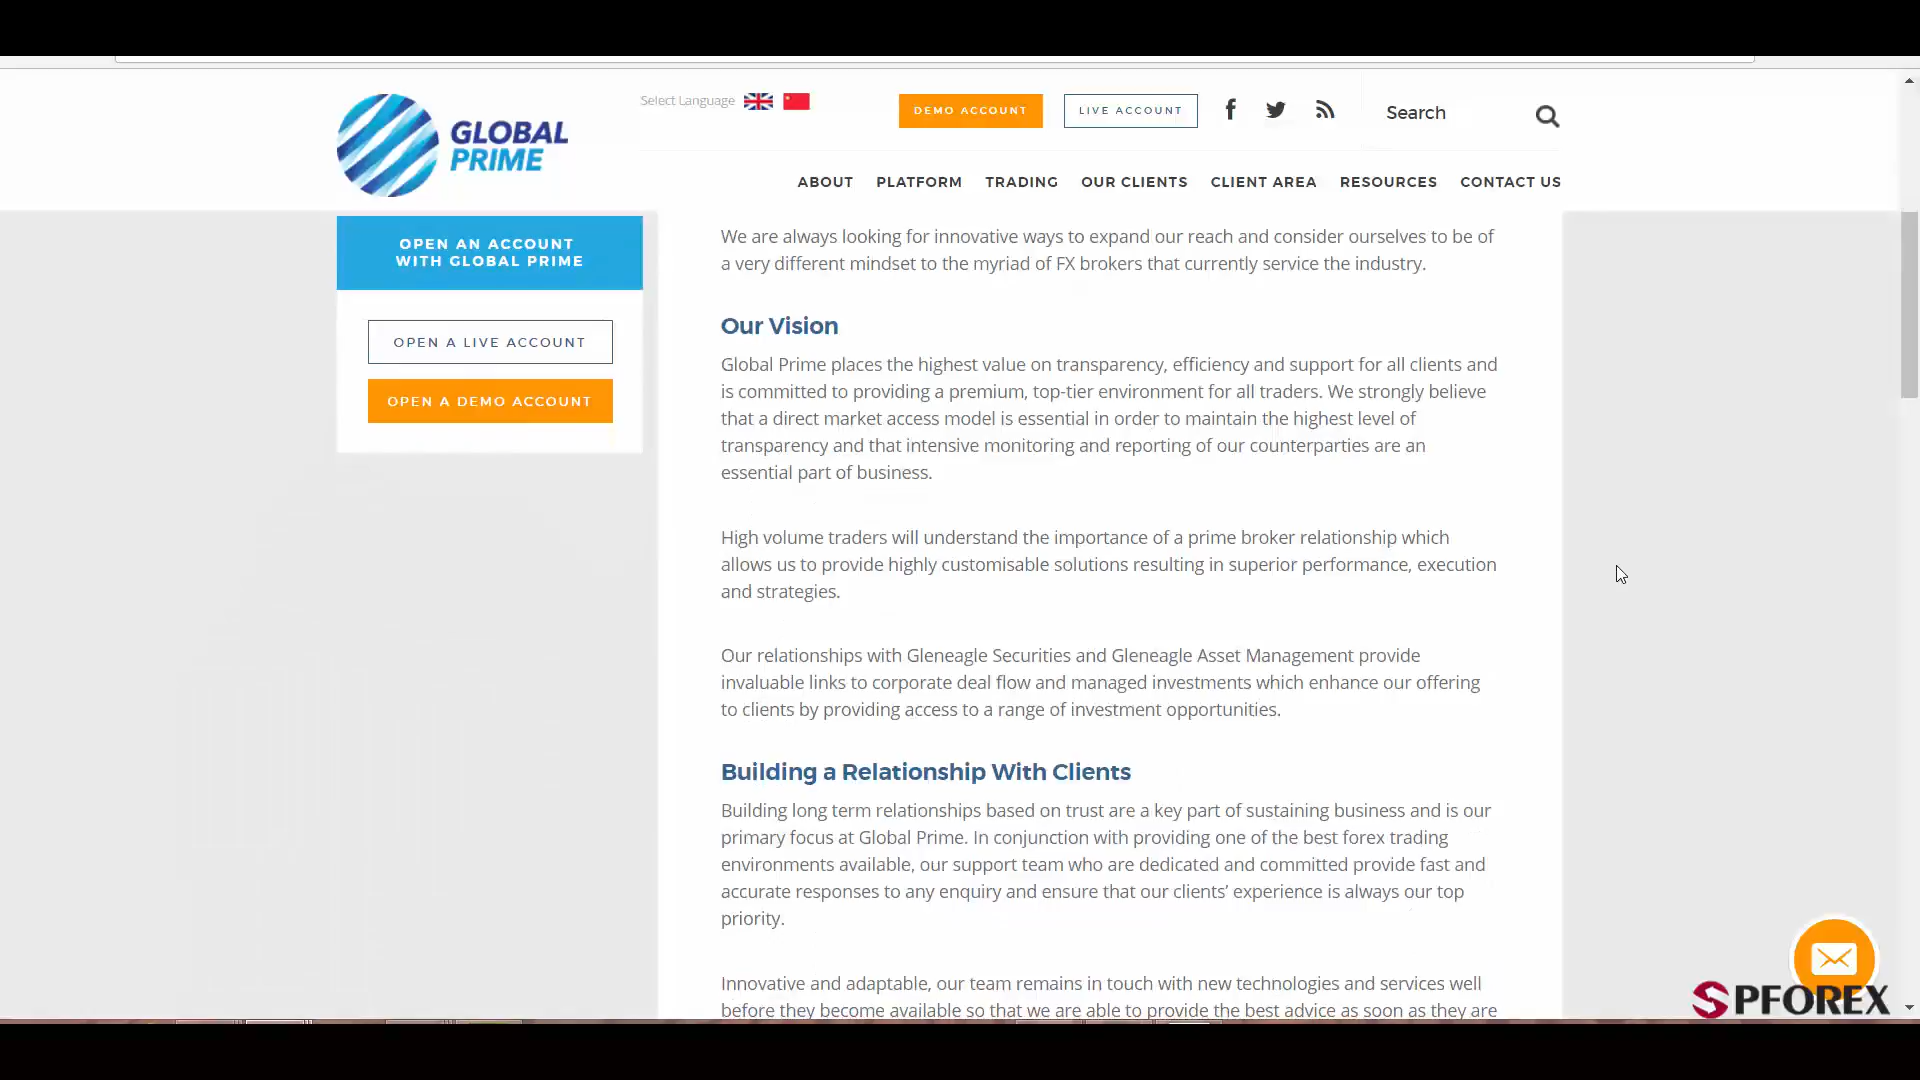 Select Language
DEMO ACCOUNT
LIVE ACCOUNT
Search
GLOBAL
PRIME
ABOUT PLATFORM TRADING OUR CLIENTS CLIENT AREA RESOURCES CONTACT US
OPEN AN ACCOUNT
WITH GLOBAL PRIME
OPEN A LIVE ACCOUNT
OPEN A DEMO ACCOUNT
We are always looking for innovative ways to expand our reach and consider ourselves to be of
a very different mindset to the myriad of FX brokers that currently service the industry.
Our Vision
Global Prime places the highest value on transparency, efficiency and support for all clients and
is committed to providing a premium, top-tier environment for all traders. We strongly believe
that a direct market access model is essential in order to maintain the highest level of
transparency and that intensive monitoring and reporting of our counterparties are an
essential part of business.
High volume traders will understand the importance of a prime broker relationship which
allows us to provide highly customisable solutions resulting in superior performance, execution
and strategies.
Our relationships with Gleneagle Securities and Gleneagle Asset Management provide
invaluable links to corporate deal flow and managed investments which enhance our offering
to clients by providing access to a range of investment opportunities.
Building a Relationship With Clients
Building long term relationships based on trust are a key part of sustaining business and is our
primary focus at Global Prime. In conjunction with providing one of the best forex trading
environments available, our support team who are dedicated and committed provide fast and
accurate responses to any enquiry and ensure that our clients’ experience is always our top
priority.
Innovative and adaptable, our team remains in touch with new technologies and services well
before they become available so that we are able to provide the best advice as soon as they are
SPFOREX